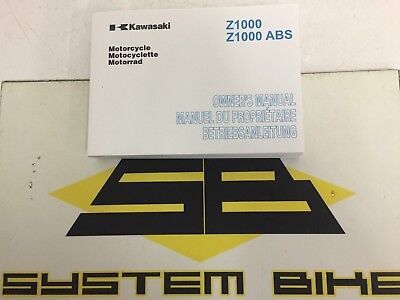 Kawasaki
Z1000
Z1000 ABS
Motorcycle
Motocyclette
Motorrad
OWNER'S MANUAL
MANUEL DU PROPRIÉTAIRE
BETRIEBSANLEITUNG
SB
SYSTEM BIKE